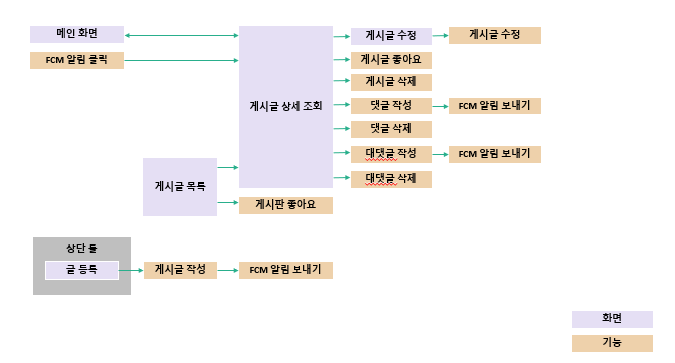 메인 화면
FCM 알림 클릭
게시글 상세 조회
게시글 수정
게시글 수정
게시글 좋아요
게시글 삭제
댓글 작성
FCM 알림 보내기
댓글 삭제
대댓글 작성
FCM 알림 보내기
대댓글 삭제
게시글 목록
게시판 좋아요
상단 툴
글 등록
게시글 작성
FCM 알림 보내기
화면
기능